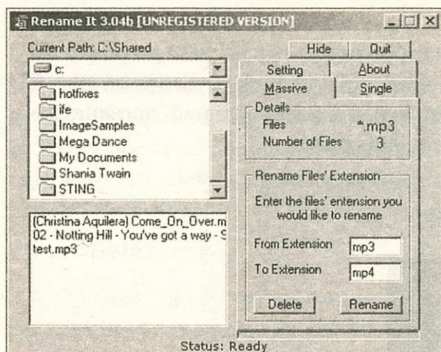 Rename It 3.04b [UNREGISTERED VERSION]
Current Path: C:\Shared
Hide
Quit
c:
Setting
About
Massive
Single
hotfixes
ife
ImageSamples
Mega Dance
My Documents
Shania Twain
STING
Details
Files *.mp3
Number of Files 3
Rename Files' Extension
Enter the files' entension you
would like to rename
From Extension mp3
To Extension mp4
Delete
Rename
(Christina Aguilera) Come_On_Over.m
02 - Notting Hill - You've got a way - S
test.mp3
Status: Ready